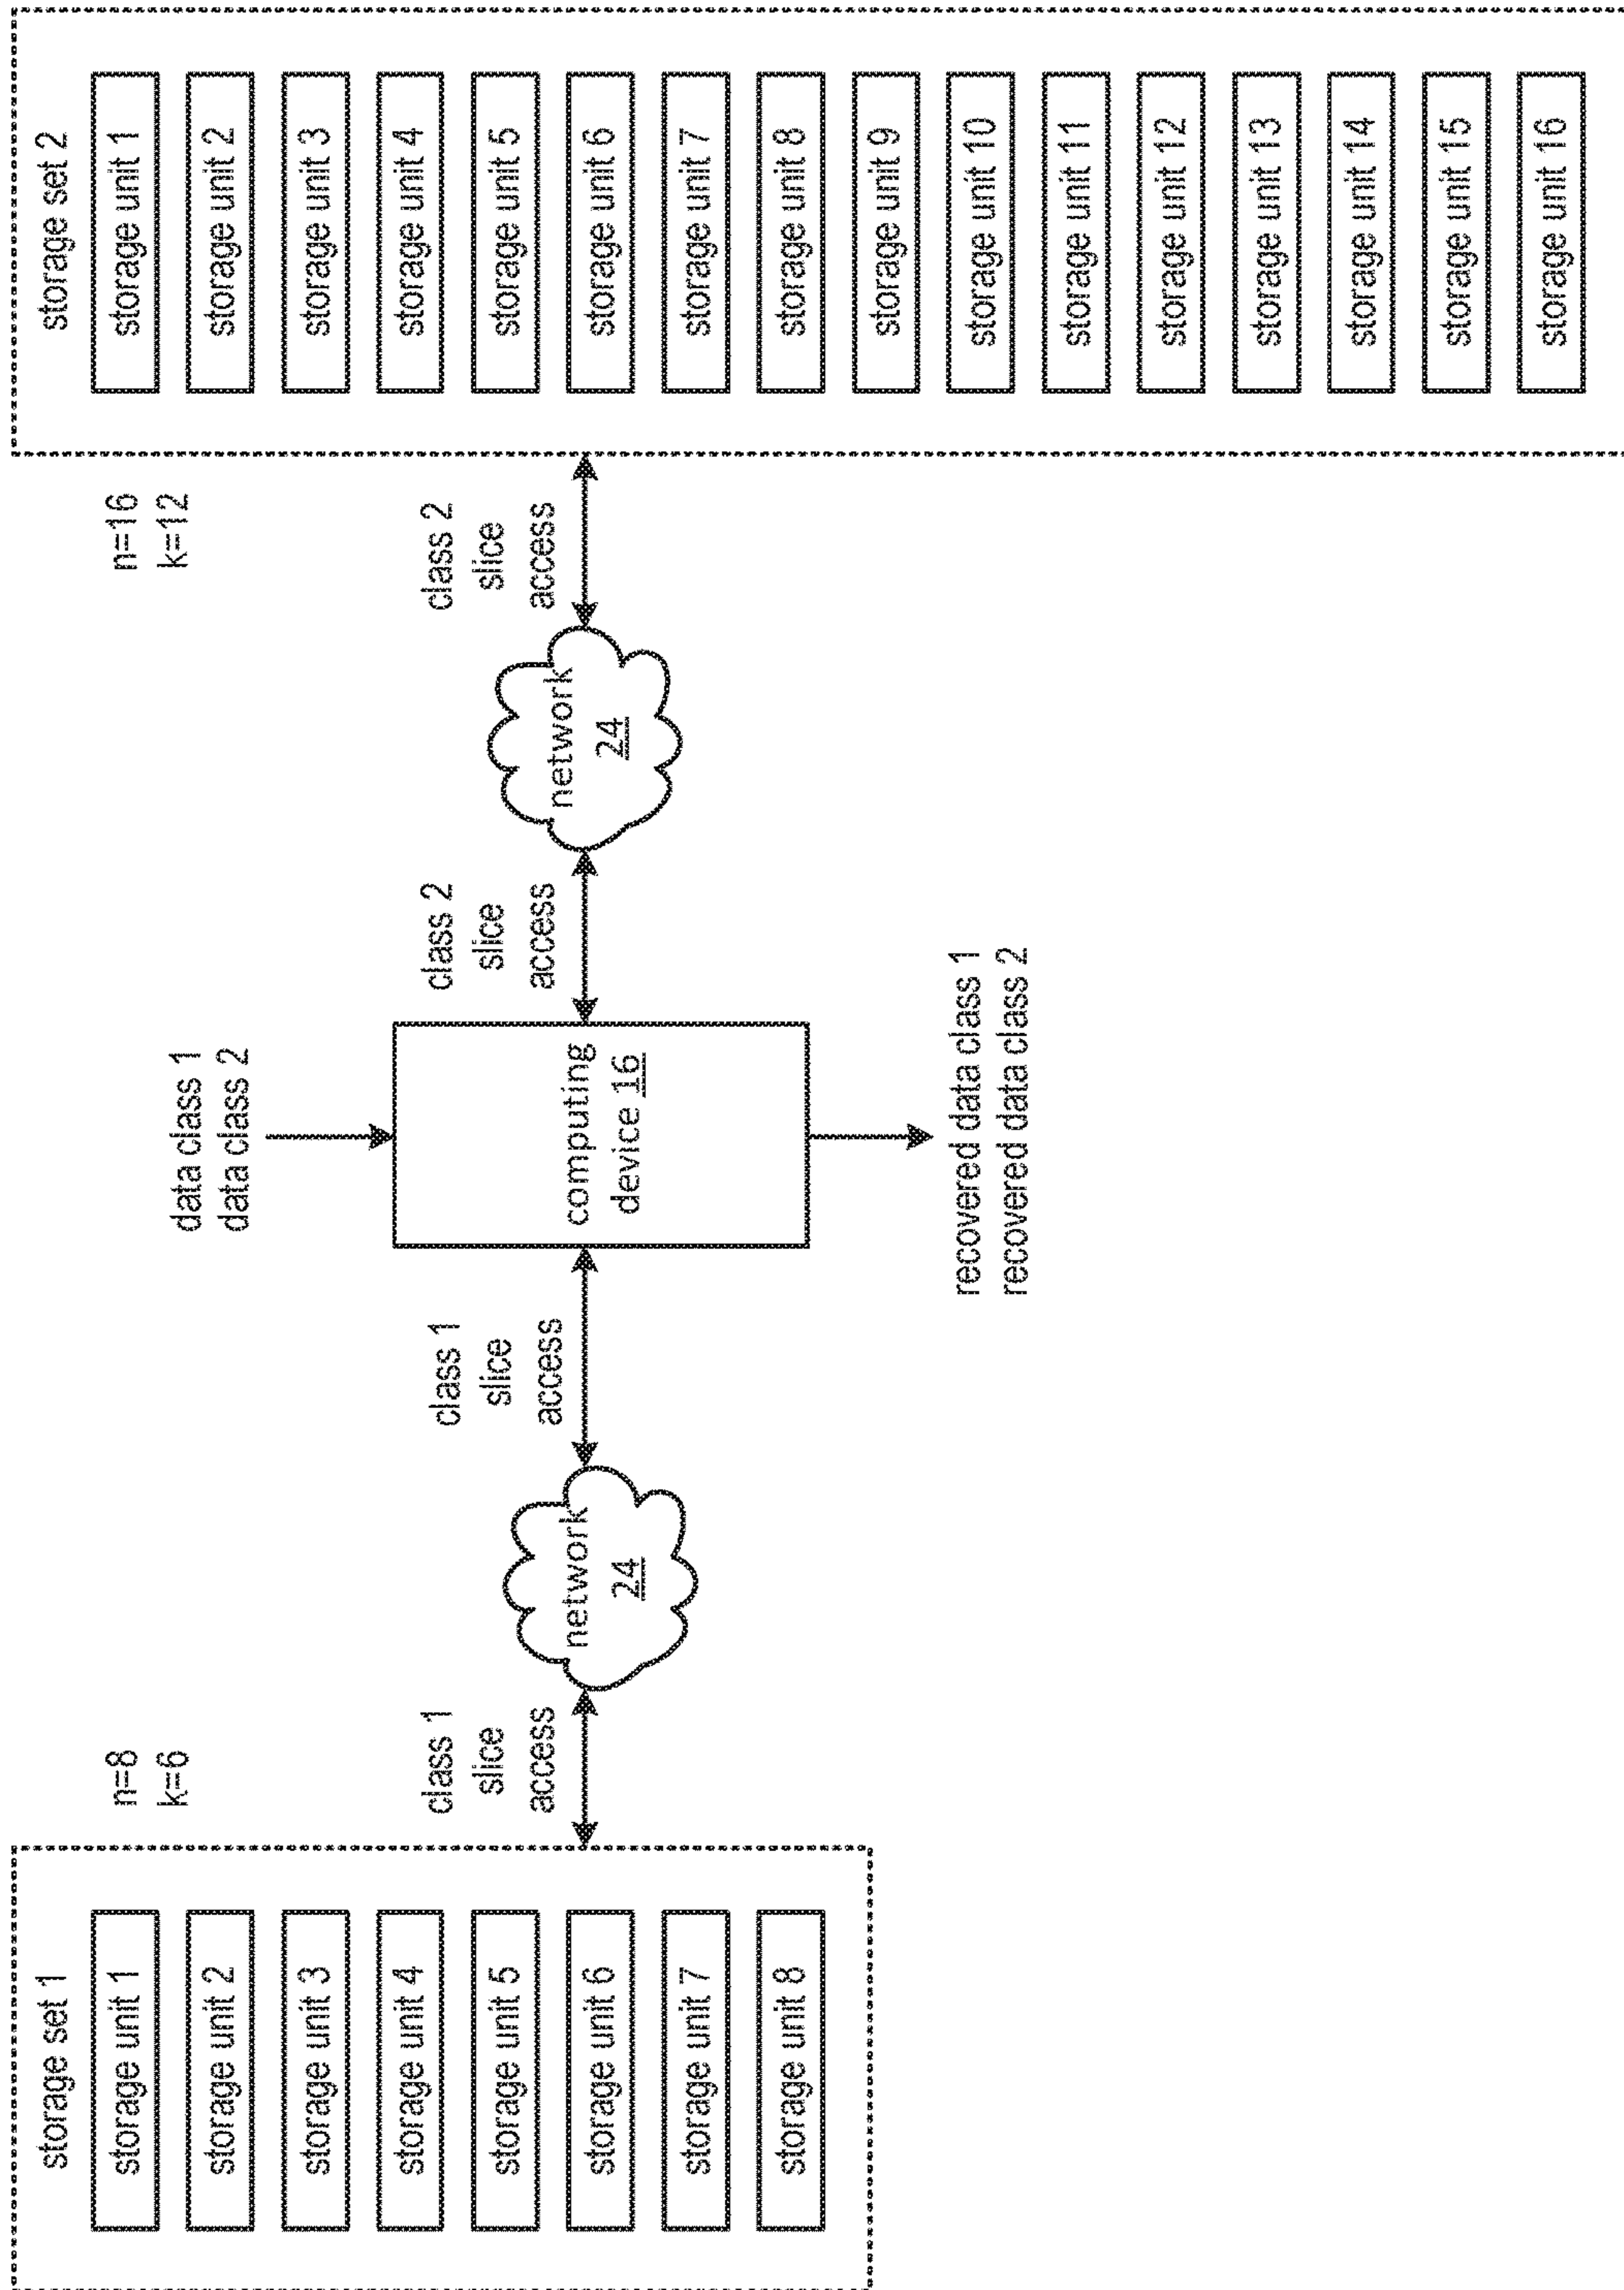 storage set 1
storage unit 1
storage unit 2
storage unit 3
storage unit 4
storage unit 5
storage unit 6
storage unit 7
storage unit 8
n=8
k=6
class 1
slice
access
network
24
class 1
slice
access
data class 1
data class 2
computing
device 16
recovered data class 1
recovered data class 2
class 2
slice
access
network
24
class 2
slice
access
n=16
k=12
storage set 2
storage unit 1
storage unit 2
storage unit 3
storage unit 4
storage unit 5
storage unit 6
storage unit 7
storage unit 8
storage unit 9
storage unit 10
storage unit 11
storage unit 12
storage unit 13
storage unit 14
storage unit 15
storage unit 16